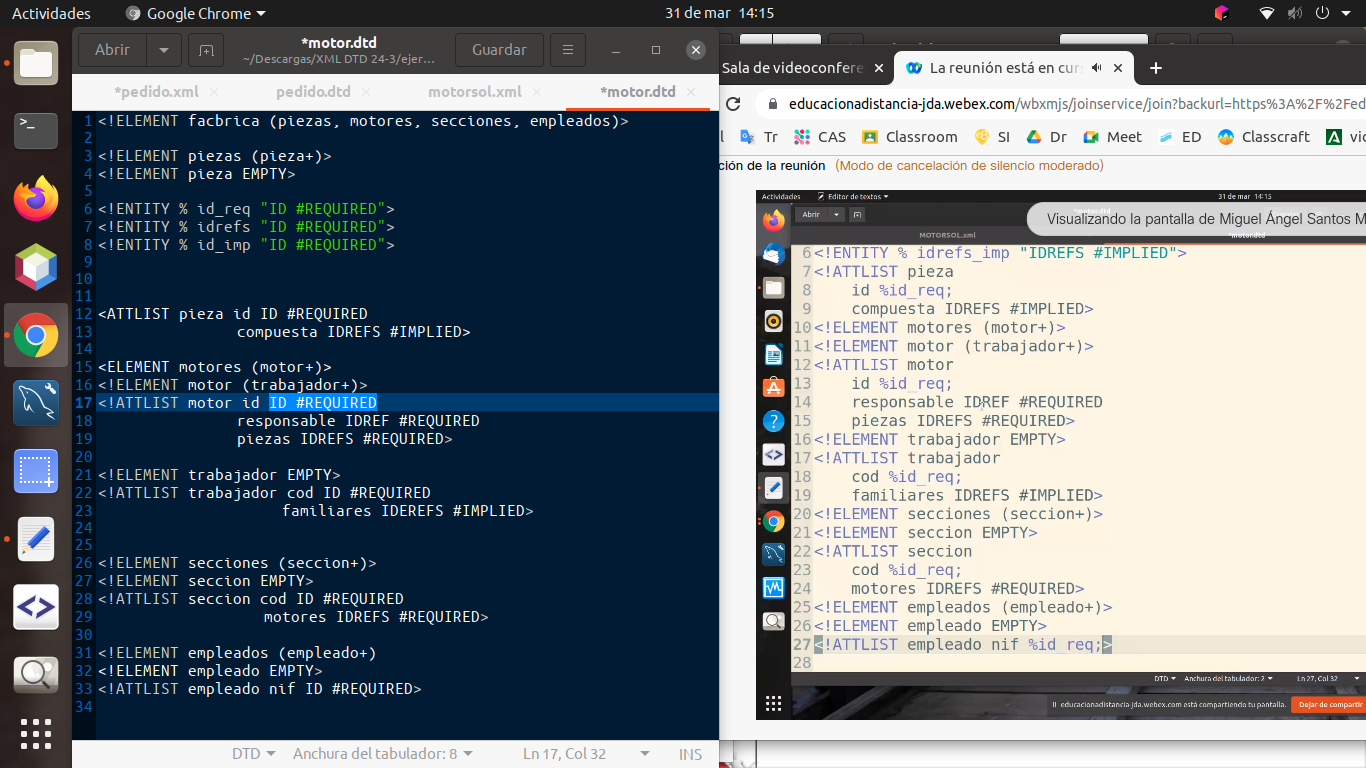 Actividades
Google Chrome
31 de mar 14:15
Abrir
*motor.dtd
~/Descargas/XML DTD 24-3/ejer…
Guardar
*pedido.xml
pedido.dtd
motorsol.xml
*motor.dtd
1 <!ELEMENT facbrica (piezas, motores, secciones, empleados)>
2
3 <!ELEMENT piezas (pieza+)>
4 <!ELEMENT pieza EMPTY>
5
6 <!ENTITY % id_req "ID #REQUIRED">
7 <!ENTITY % idrefs "ID #REQUIRED">
8 <!ENTITY % id_imp "ID #REQUIRED">
9
10
11
12 <ATTLIST pieza id ID #REQUIRED
13 compuesta IDREFS #IMPLIED>
14
15 <ELEMENT motores (motor+)>
16 <!ELEMENT motor (trabajador+)>
17 <!ATTLIST motor id ID #REQUIRED
18 responsable IDREF #REQUIRED
19 piezas IDREFS #REQUIRED>
20
21 <!ELEMENT trabajador EMPTY>
22 <!ATTLIST trabajador cod ID #REQUIRED
23 familiares IDEREFS #IMPLIED>
24
25
26 <!ELEMENT secciones (seccion+)>
27 <!ELEMENT seccion EMPTY>
28 <!ATTLIST seccion cod ID #REQUIRED
29 motores IDREFS #REQUIRED>
30
31 <!ELEMENT empleados (empleado+)
32 <!ELEMENT empleado EMPTY>
33 <!ATTLIST empleado nif ID #REQUIRED>
34
DTD
Anchura del tabulador: 8
Ln 17, Col 32
INS
Sala de videoconfere
La reunión está en curs
educacionadistancia-jda.webex.com/wbxmjs/joinservice/join?backurl=https%3A%2F%2Fed
Tr
CAS
Classroom
SI
Dr
Meet
ED
Classcraft
vic
ción de la reunión (Modo de cancelación de silencio moderado)
Actividades
Editor de textos
31 de mar 14:15
Abrir
Visualizando la pantalla de Miguel Ángel Santos M
MOTORSOL.xml
*motor.dtd
6 <!ENTITY % idrefs_imp "IDREFS #IMPLIED">
7 <!ATTLIST pieza
8 id %id_req;
9 compuesta IDREFS #IMPLIED>
10 <!ELEMENT motores (motor+)>
11 <!ELEMENT motor (trabajador+)>
12 <!ATTLIST motor
13 id %id_req;
14 responsable IDREF #REQUIRED
15 piezas IDREFS #REQUIRED>
16 <!ELEMENT trabajador EMPTY>
17 <!ATTLIST trabajador
18 cod %id_req;
19 familiares IDREFS #IMPLIED>
20 <!ELEMENT secciones (seccion+)>
21 <!ELEMENT seccion EMPTY>
22 <!ATTLIST seccion
23 cod %id_req;
24 motores IDREFS #REQUIRED>
25 <!ELEMENT empleados (empleado+)>
26 <!ELEMENT empleado EMPTY>
27 <!ATTLIST empleado nif %id_req;>
28
DTD
Anchura del tabulador: 2
Ln 27, Col 32
educacionadistancia-jda.webex.com está compartiendo tu pantalla.
Dejar de compartir